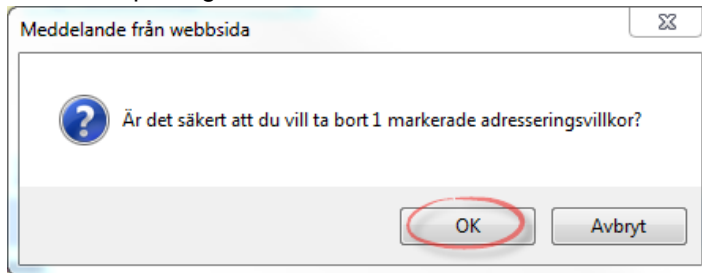 Meddelande från webbsida
Är det säkert att du vill ta bort 1 markerade adresseringsvillkor?
OK
Avbryt